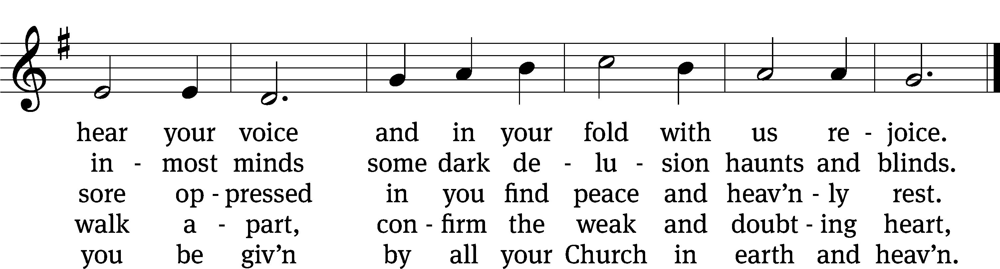 hear your voice and in your fold with us re - joice.
in - most minds some dark de - lu - sion haunts and blinds.
sore op - pressed in you find peace and heav’n - ly rest.
walk a - part, con - firm the weak and doubt - ing heart,
you be giv’n by all your Church in earth and heav’n.